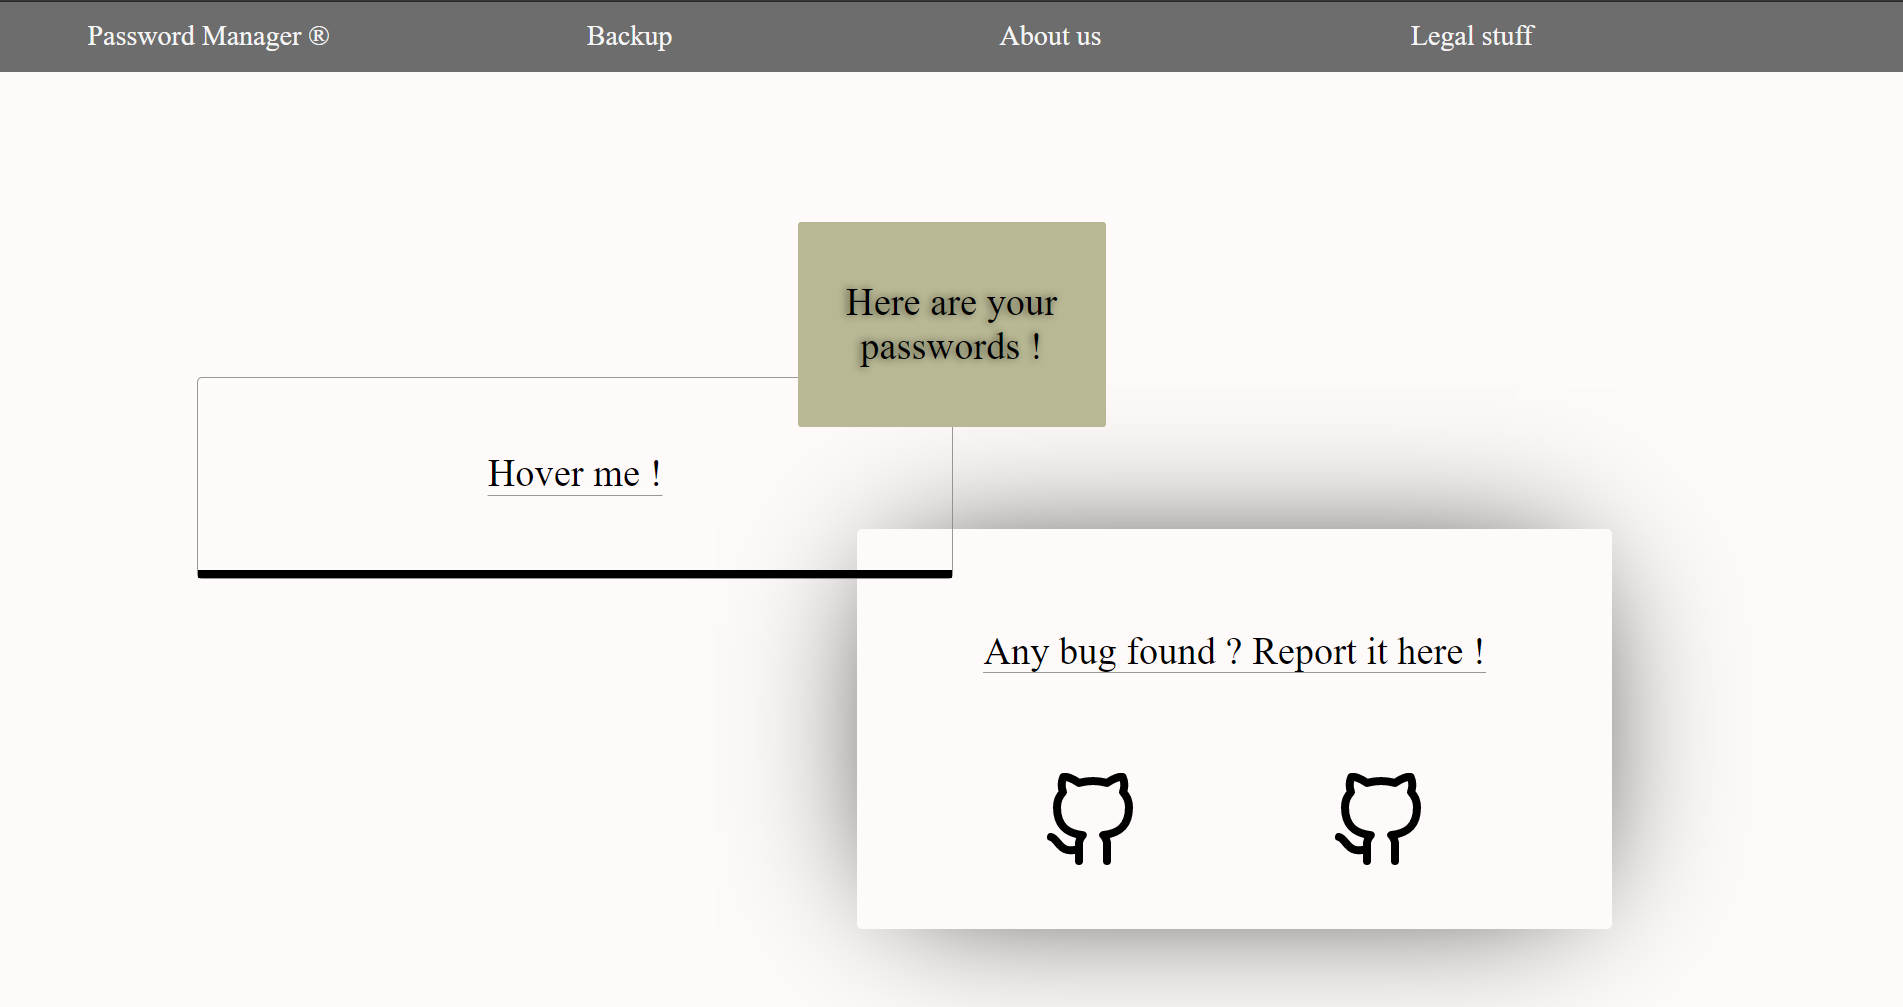 Password Manager ®
Backup
About us
Legal stuff
Here are your
passwords !
Hover me !
Any bug found ? Report it here !